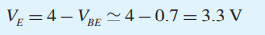 V_E = 4 – V_BE ≃ 4 – 0.7 = 3.3 V